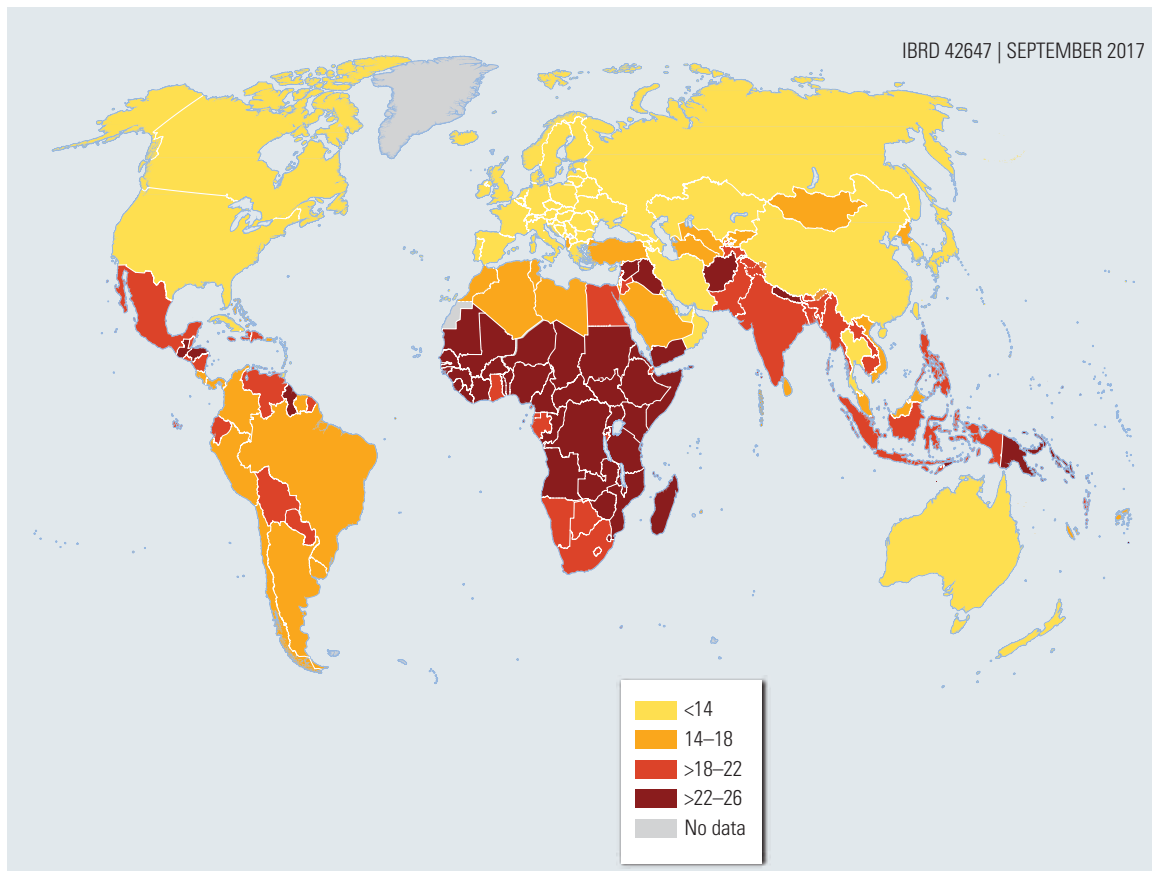 IBRD 42647 | SEPTEMBER 2017
<14
14–18
>18–22
>22–26
No data